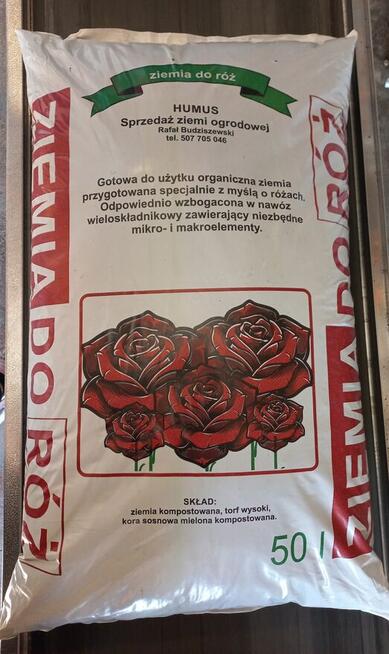 ziemia do róż
HUMUS
Sprzedaż ziemi ogrodowej
Rafał Budziszewski
tel. 507 705 046
Gotowa do użytku organiczna ziemia
przygotowana specjalnie z myślą o różach.
Odpowiednio wzbogacona w nawóz
wieloskładnikowy zawierający niezbędne
mikro- i makroelementy.
ZIEMIA DO RÓŻ
ZIEMIA DO RÓŻ
SKŁAD:
ziemia kompostowana, torf wysoki,
kora sosnowa mielona kompostowana.
50 l